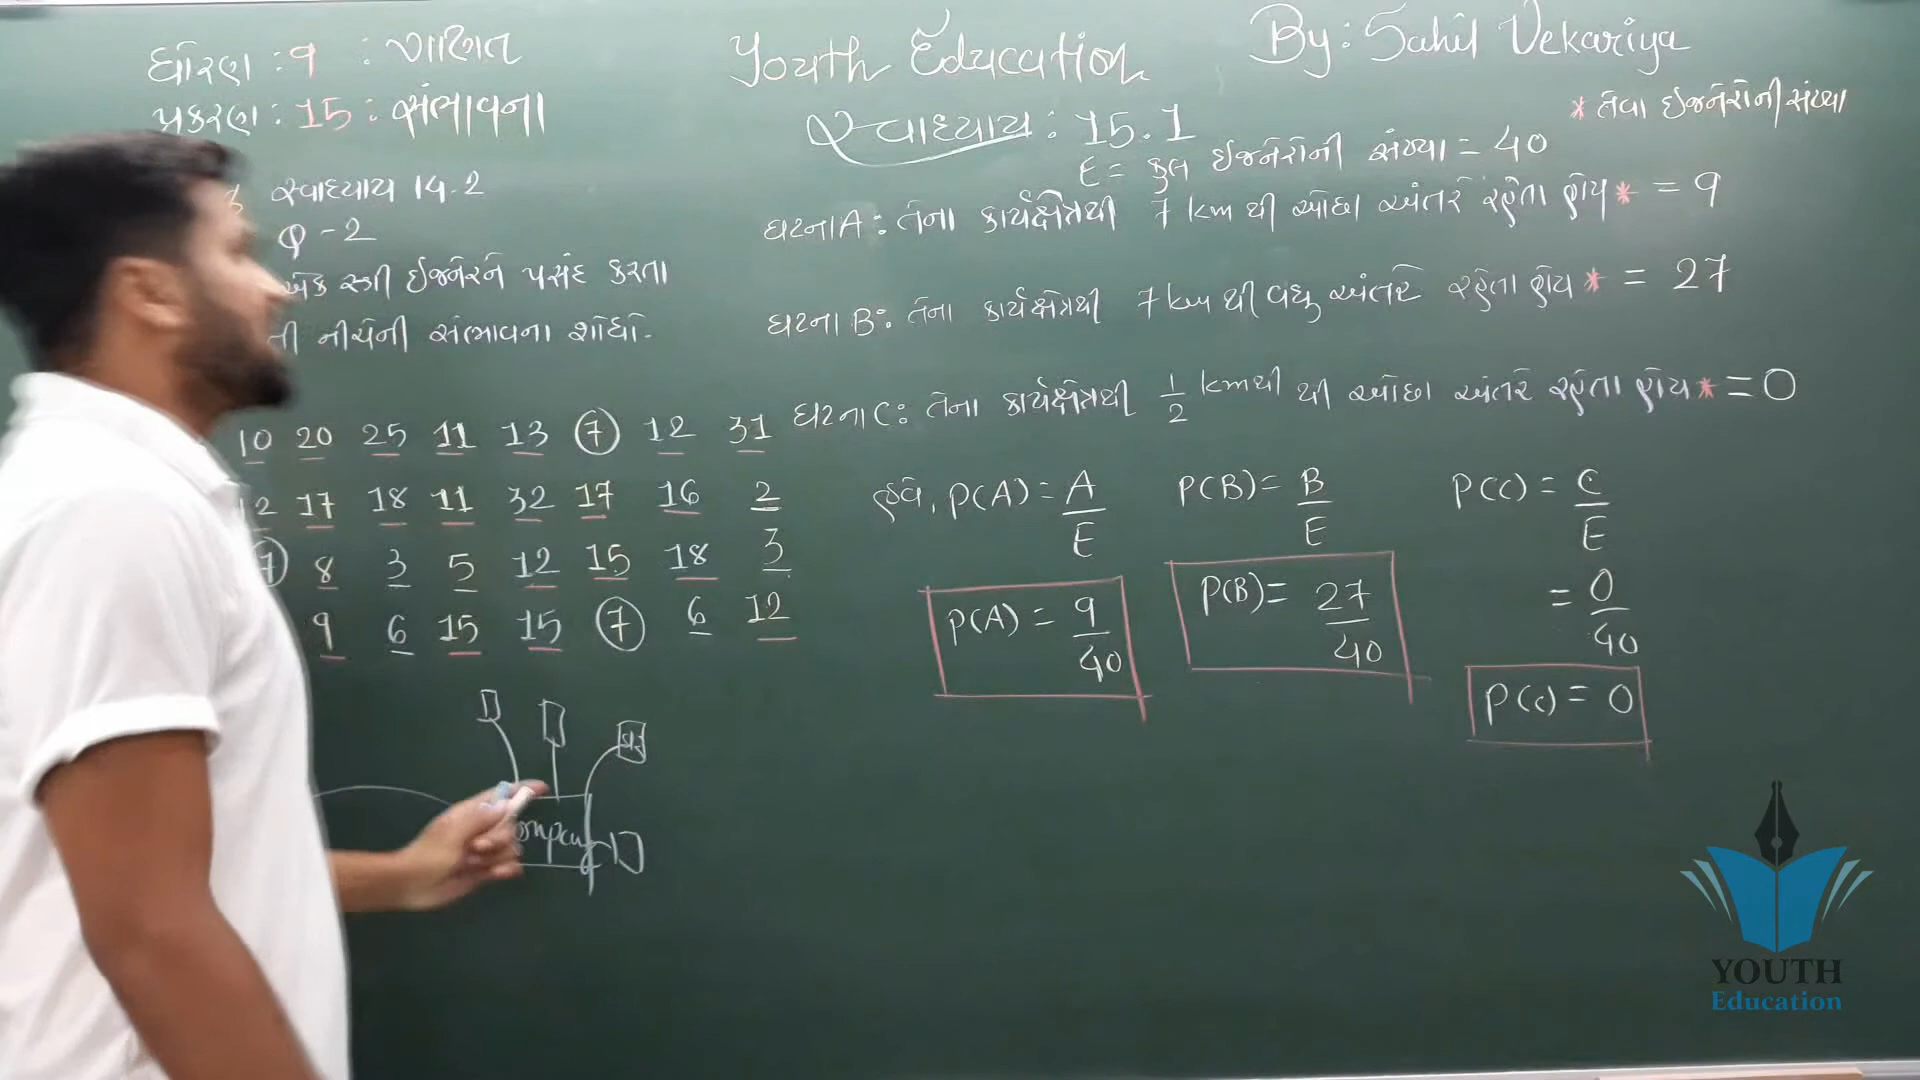 ધોરણ : 9 : ગણિત
પ્રકરણ : 15 : સંભાવના
Youth Education
By: Sahil Vekariya
સ્વાધ્યાય : 15.1
* તેવા ઇજનેરોની સંખ્યા
E = કુલ ઇજનેરોની સંખ્યા = 40
સ્વાધ્યાય 14.2
Q - 2
એક સ્ત્રી ઇજનેરને પસંદ કરતા
નીચેની સંભાવના શોધો.
ઘટના A : તેના કાર્યક્ષેત્રથી 7 km થી ઓછા અંતરે રહેતા હોય * = 9
ઘટના B : તેના કાર્યક્ષેત્રથી 7 km થી વધુ અંતરે રહેતા હોય * = 27
ઘટના C : તેના કાર્યક્ષેત્રથી 1/2 kmથી થી ઓછા અંતરે રહેતા હોય * = 0
10 20 25 11 13 7 12 31
12 17 18 11 32 17 16 2
7 8 3 5 12 15 18 3
9 6 15 15 7 6 12
હવે, P(A) = A/E
P(A) = 9/40
P(B) = B/E
P(B) = 27/40
P(C) = C/E
= 0/40
P(C) = 0
YOUTH
Education